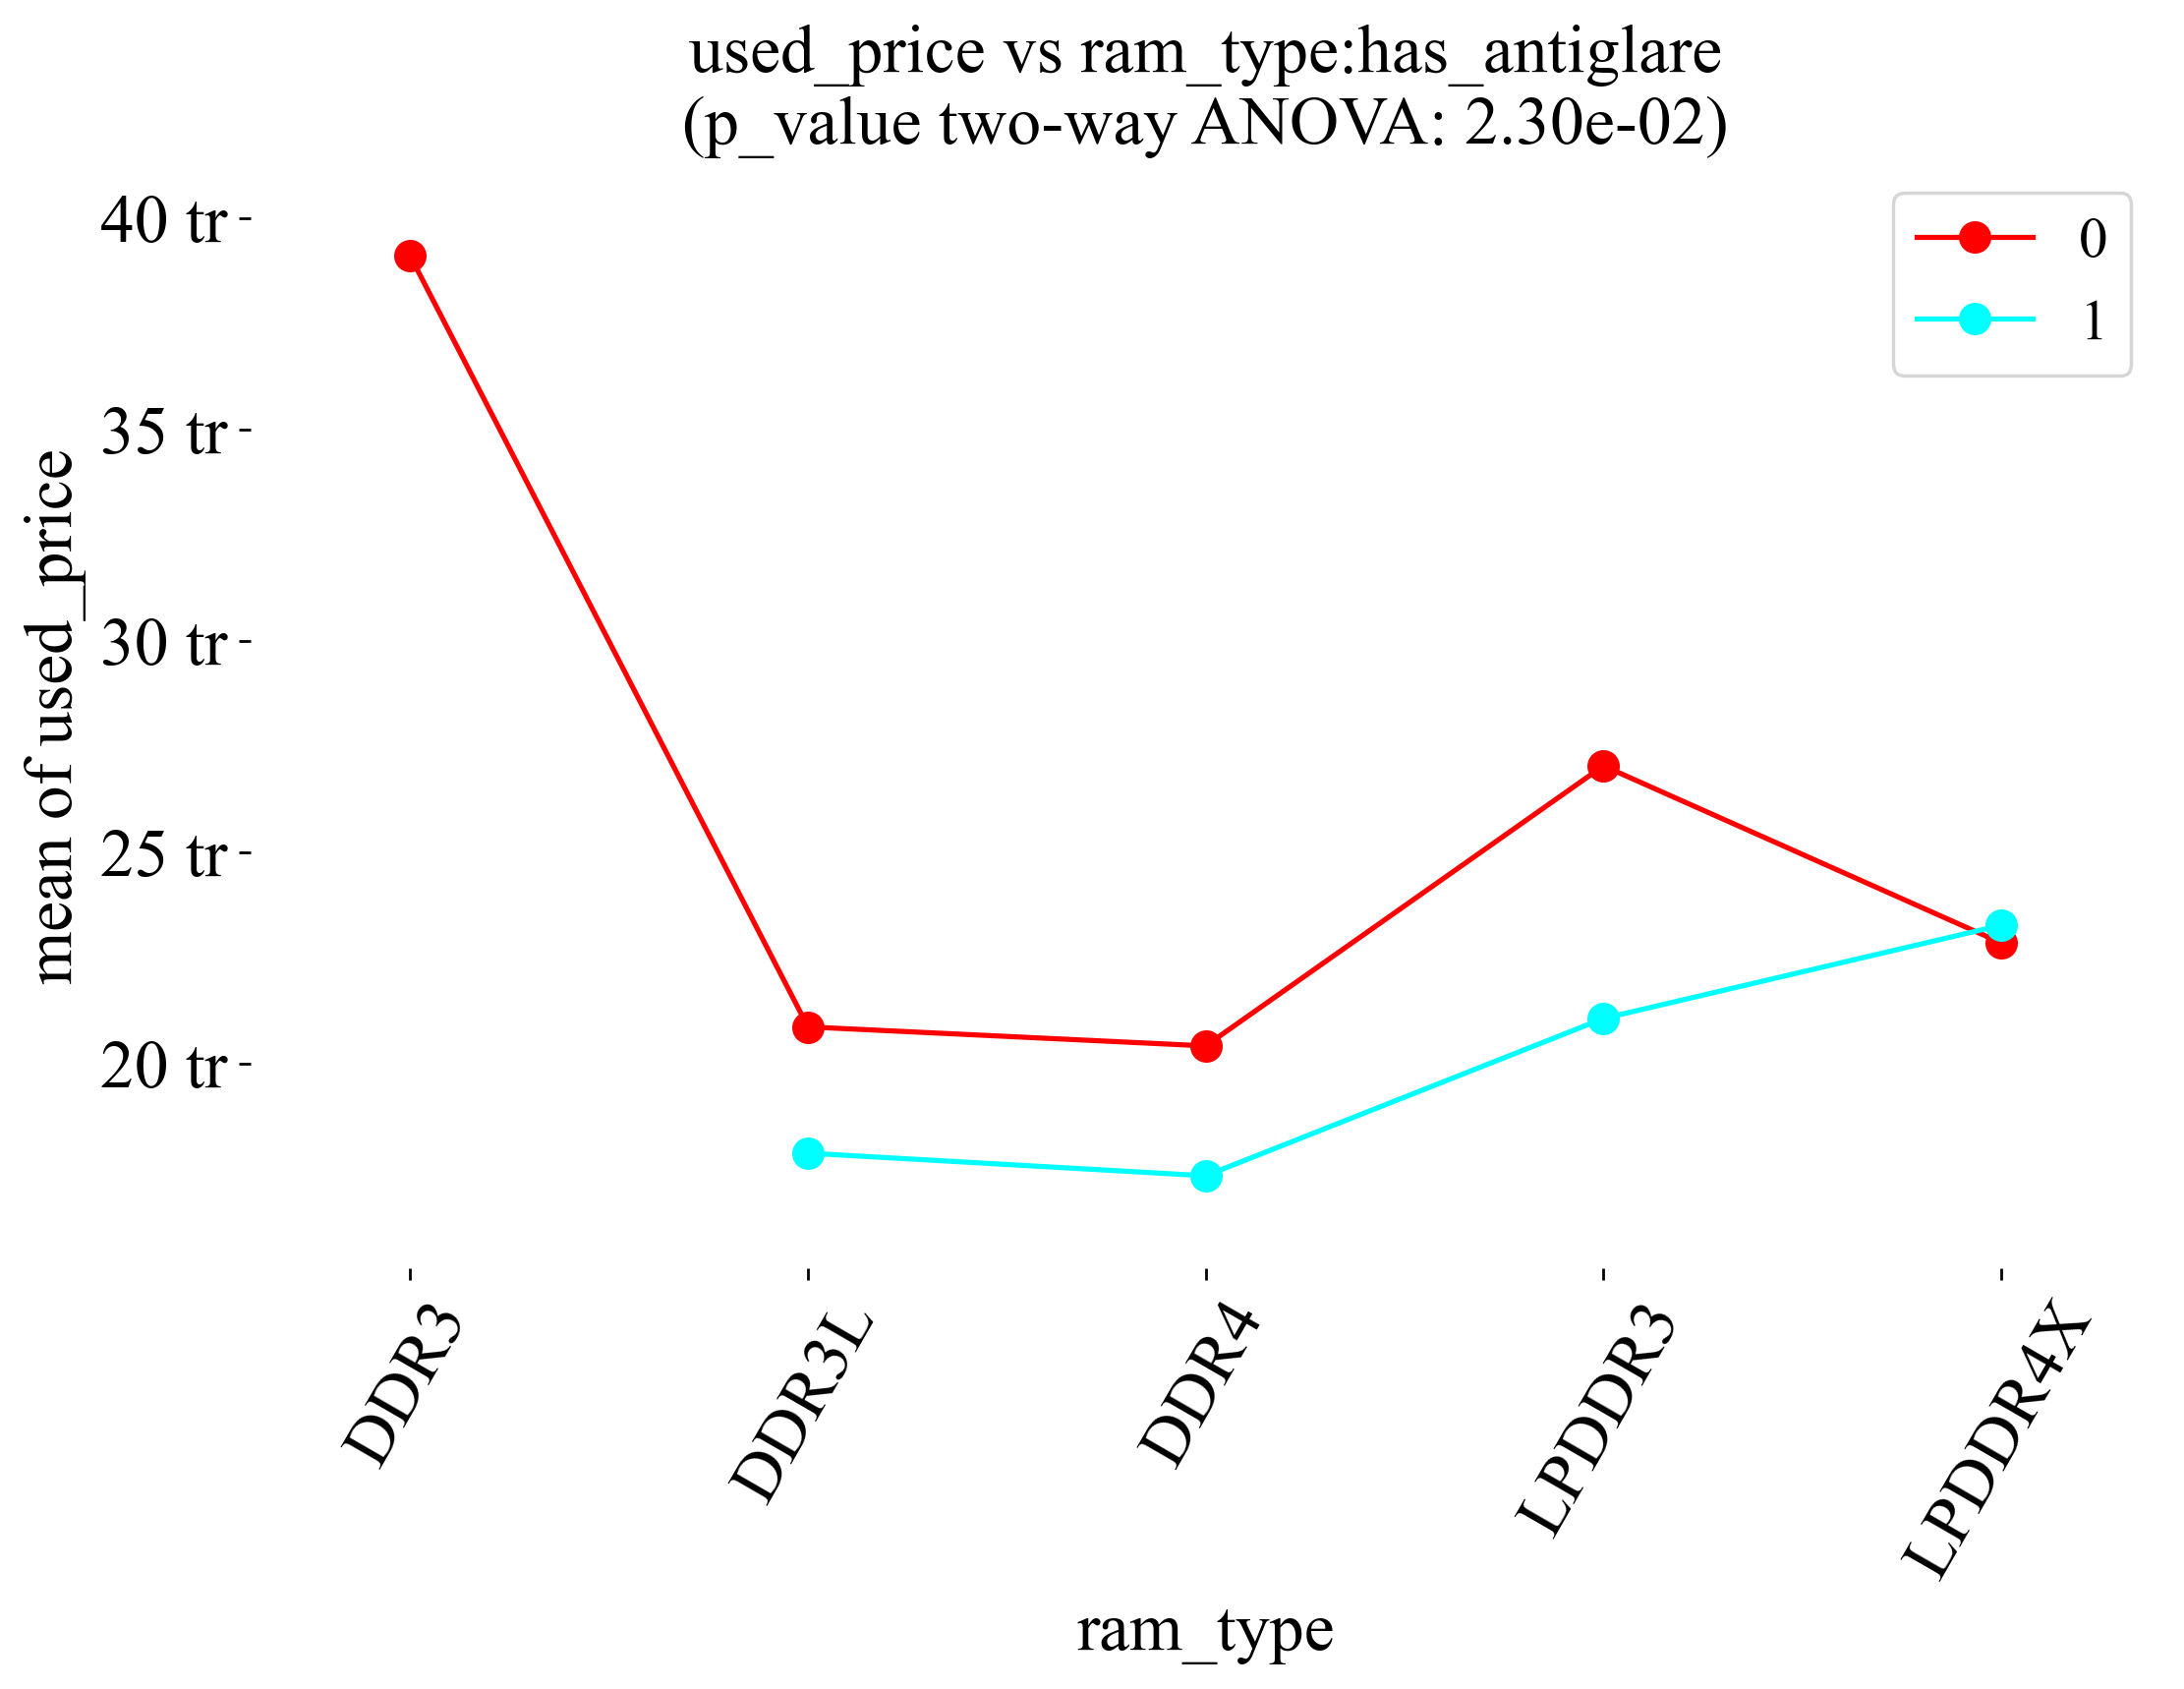 used_price vs ram_type:has_antiglare
(p_value two-way ANOVA: 2.30e-02)
40 tr
35 tr
30 tr
25 tr
20 tr
mean of used_price
0
1
DDR3
DDR3L
DDR4
LPDDR3
LPDDR4X
ram_type